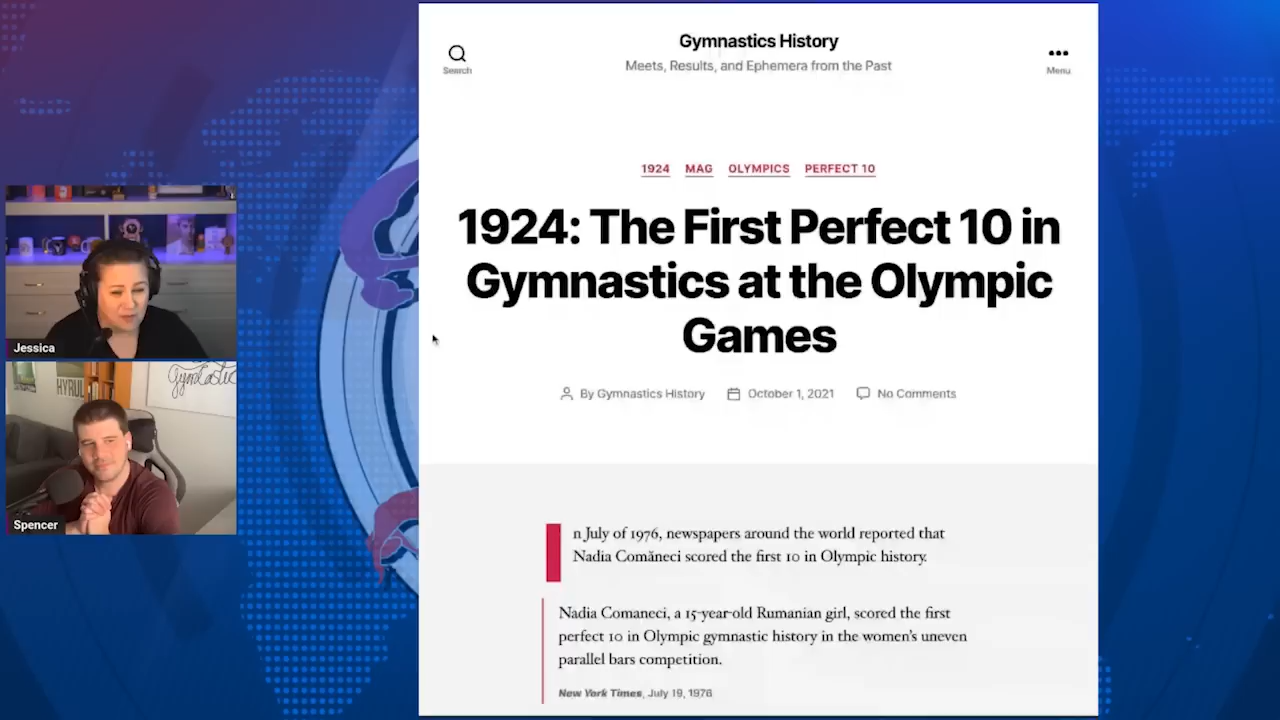 Gymnastics History
Meets, Results, and Ephemera from the Past
Search
Menu
1924 MAG OLYMPICS PERFECT 10
1924: The First Perfect 10 in
Gymnastics at the Olympic
Games
By Gymnastics History October 1, 2021 No Comments
In July of 1976, newspapers around the world reported that
Nadia Comăneci scored the first 10 in Olympic history.
Nadia Comaneci, a 15-year-old Rumanian girl, scored the first
perfect 10 in Olympic gymnastic history in the women's uneven
parallel bars competition.
New York Times, July 19, 1976
Jessica
HYRUL
Spencer